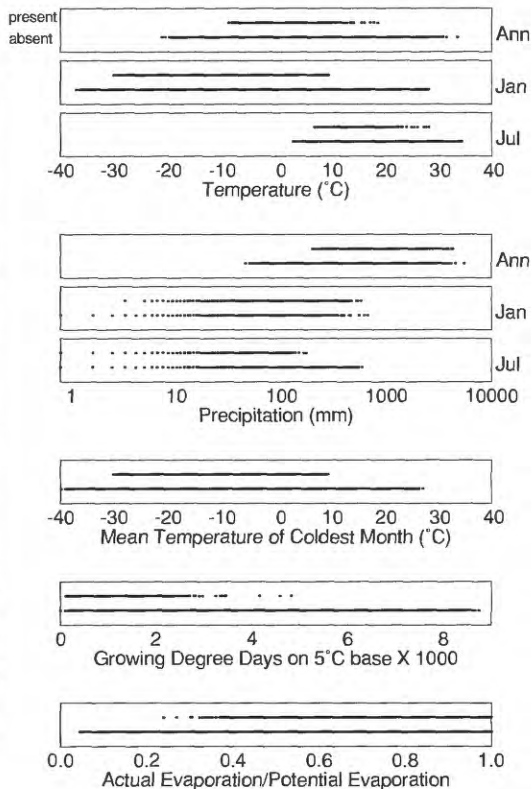 present
absent
Ann
Jan
Jul
-40 -30 -20 -10 0 10 20 30 40
Temperature (°C)
Ann
Jan
Jul
1 10 100 1000 10000
Precipitation (mm)
-40 -30 -20 -10 0 10 20 30 40
Mean Temperature of Coldest Month (°C)
0 2 4 6 8
Growing Degree Days on 5°C base X 1000
0.0 0.2 0.4 0.6 0.8 1.0
Actual Evaporation/Potential Evaporation